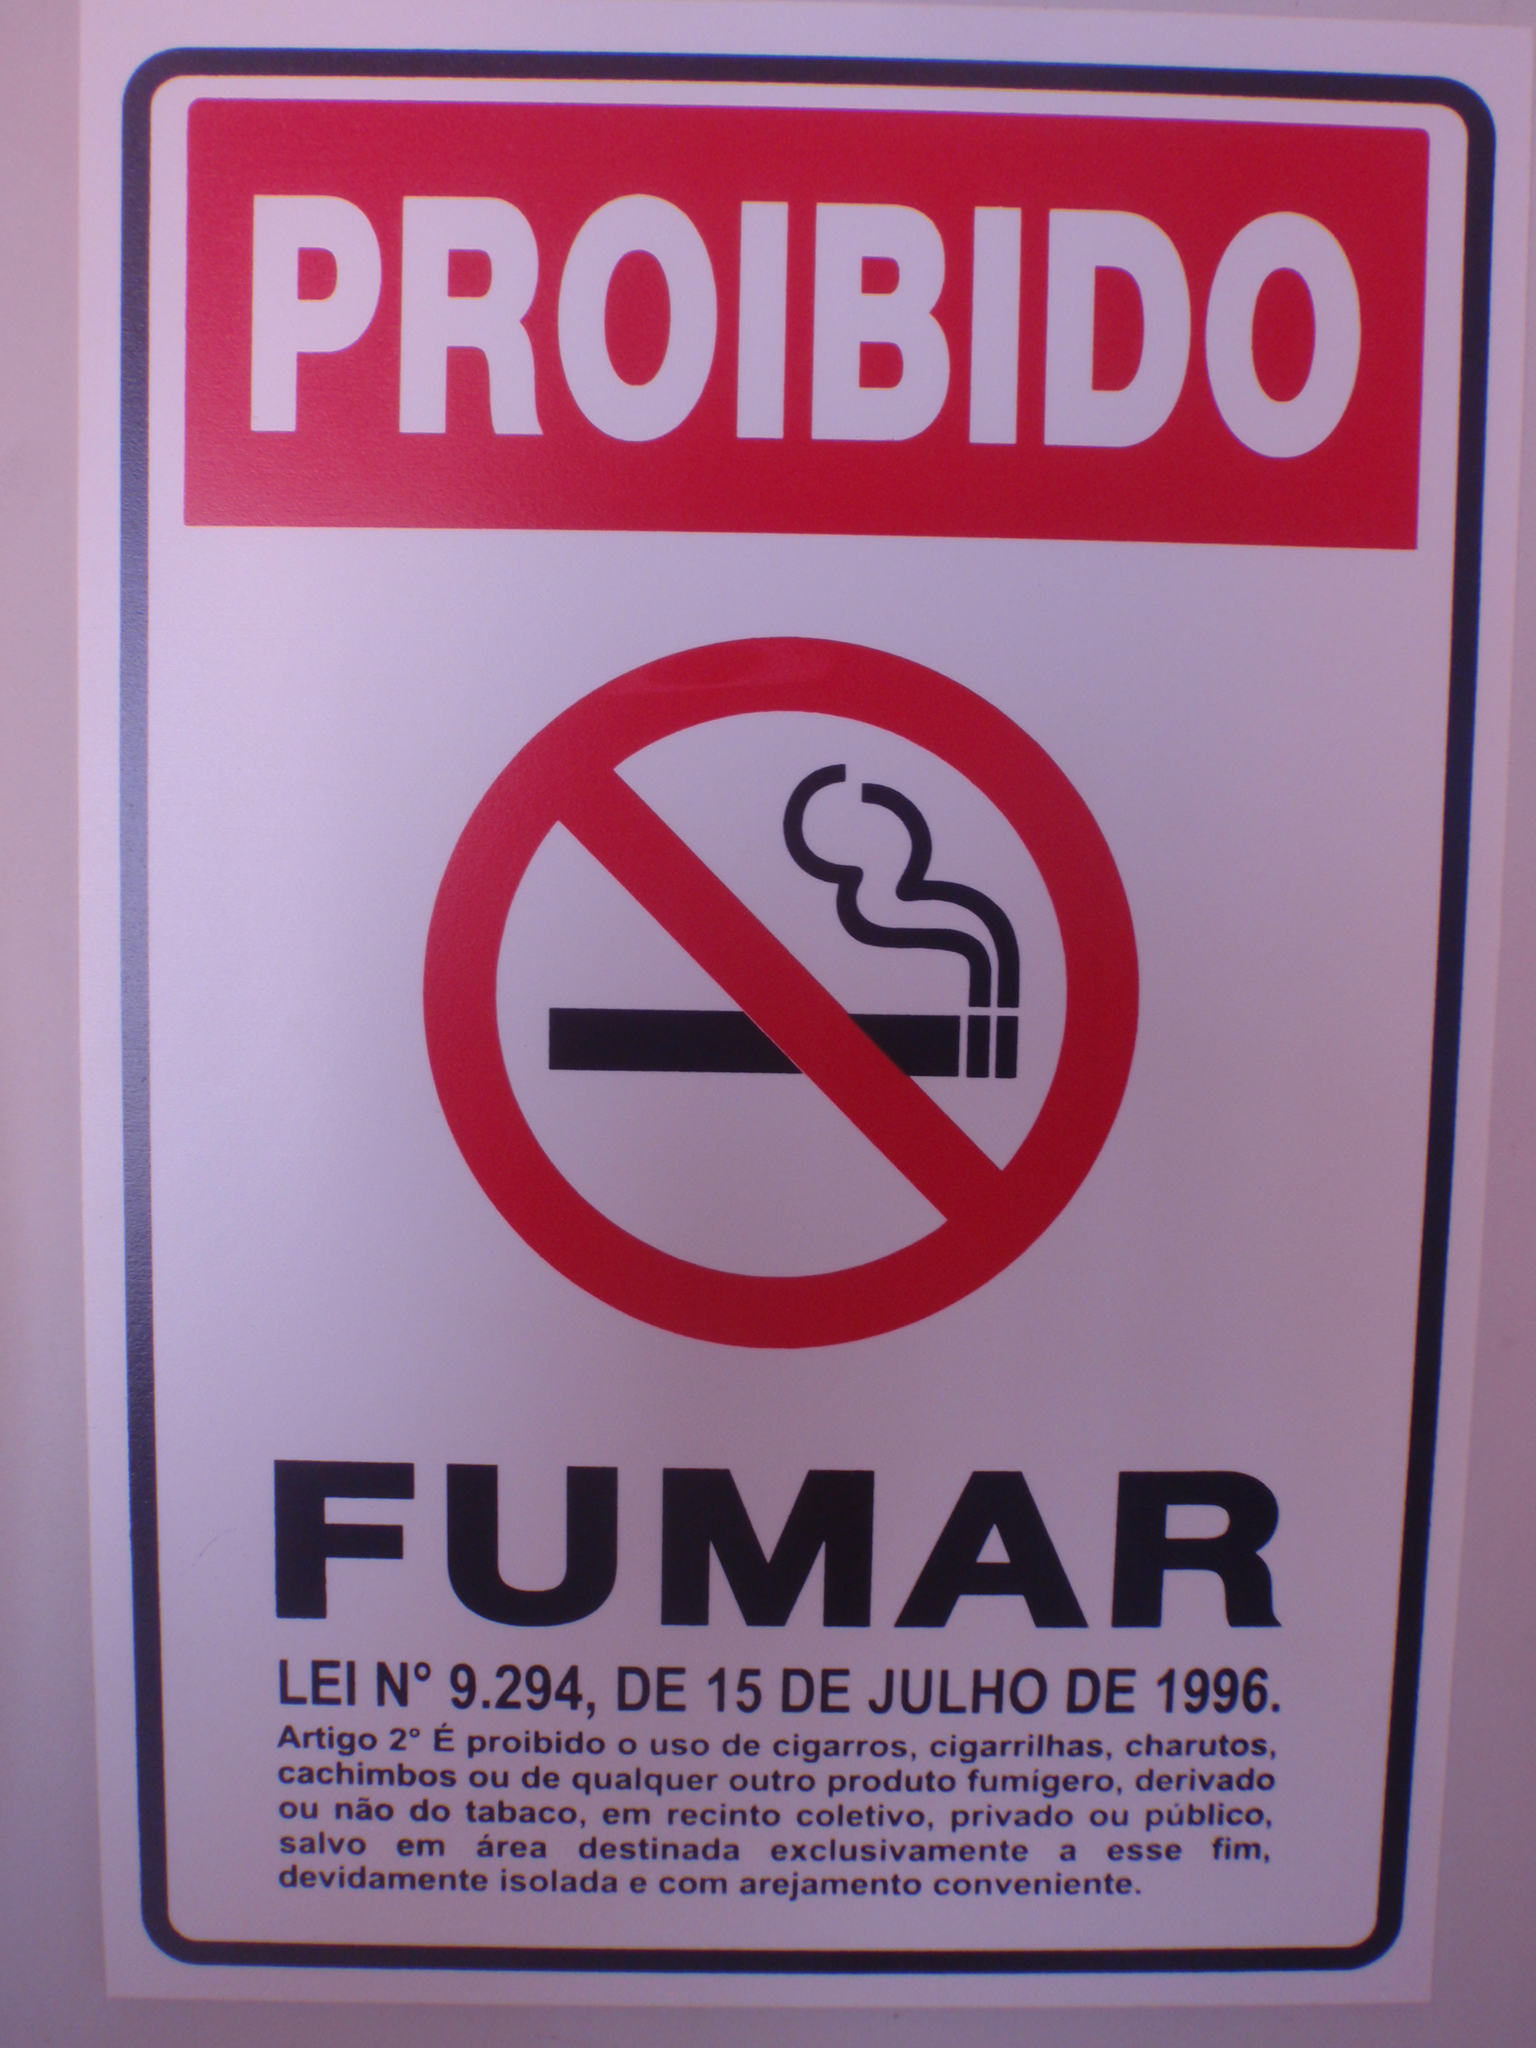 PROIBIDO
FUMAR
LEI Nº 9.294, DE 15 DE JULHO DE 1996.
Artigo 2º É proibido o uso de cigarros, cigarrilhas, charutos,
cachimbos ou de qualquer outro produto fumígero, derivado
ou não do tabaco, em recinto coletivo, privado ou público,
salvo em área destinada exclusivamente a esse fim,
devidamente isolada e com arejamento conveniente.